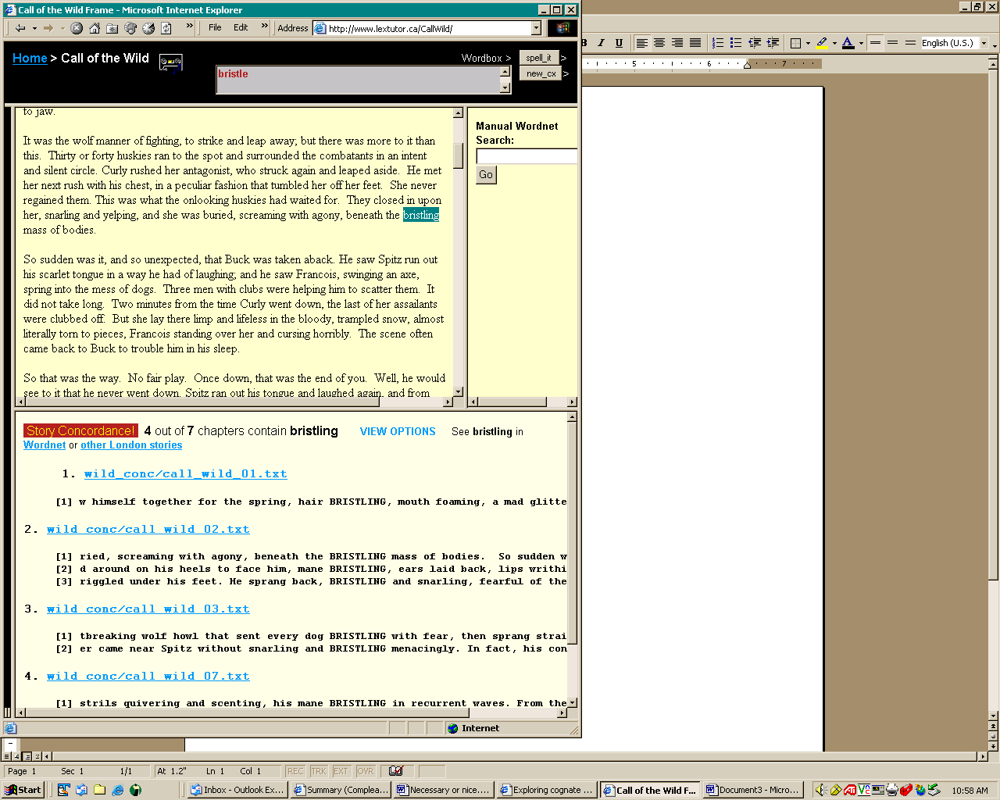 Call of the Wild Frame - Microsoft Internet Explorer
» File Edit » Address http://www.lextutor.ca/CallWild/
Home > Call of the Wild
Wordbox > spell_it >
bristle
new_cx >
B I U English (U.S.)
5 6 7
to jaw.
It was the wolf manner of fighting, to strike and leap away; but there was more to it than
this. Thirty or forty huskies ran to the spot and surrounded the combatants in an intent
and silent circle. Curly rushed her antagonist, who struck again and leaped aside. He met
her next rush with his chest, in a peculiar fashion that tumbled her off her feet. She never
regained them. This was what the onlooking huskies had waited for. They closed in upon
her, snarling and yelping, and she was buried, screaming with agony, beneath the bristling
mass of bodies.
So sudden was it, and so unexpected, that Buck was taken aback. He saw Spitz run out
his scarlet tongue in a way he had of laughing; and he saw Francois, swinging an axe,
spring into the mess of dogs. Three men with clubs were helping him to scatter them. It
did not take long. Two minutes from the time Curly went down, the last of her assailants
were clubbed off. But she lay there limp and lifeless in the bloody, trampled snow, almost
literally torn to pieces, Francois standing over her and cursing horribly. The scene often
came back to Buck to trouble him in his sleep.
So that was the way. No fair play. Once down, that was the end of you. Well, he would
see to it that he never went down. Spitz ran out his tongue and laughed again, and from
Manual Wordnet
Search:
Go
Story Concordance! 4 out of 7 chapters contain bristling VIEW OPTIONS See bristling in
Wordnet or other London stories
1. wild_conc/call_wild_01.txt
[1] w himself together for the spring, hair BRISTLING, mouth foaming, a mad glitte
2. wild_conc/call_wild_02.txt
[1] ried, screaming with agony, beneath the BRISTLING mass of bodies. So sudden w
[2] d around on his heels to face him, mane BRISTLING, ears laid back, lips writhi
[3] riggled under his feet. He sprang back, BRISTLING and snarling, fearful of the
3. wild_conc/call_wild_03.txt
[1] tbreaking wolf howl that sent every dog BRISTLING with fear, then sprang strai
[2] er came near Spitz without snarling and BRISTLING menacingly. In fact, his con
4. wild_conc/call_wild_07.txt
[1] strils quivering and scenting, his mane BRISTLING in recurrent waves. From the
Internet
Page 1 Sec 1 1/1 At 1.2" Ln 1 Col 1 REC TRK EXT OVR
Start Inbox - Outlook Ex... Summary (Complea... Necessary or nice.... Exploring cognate ... Call of the Wild F... Document3 - Micro... 10:58 AM